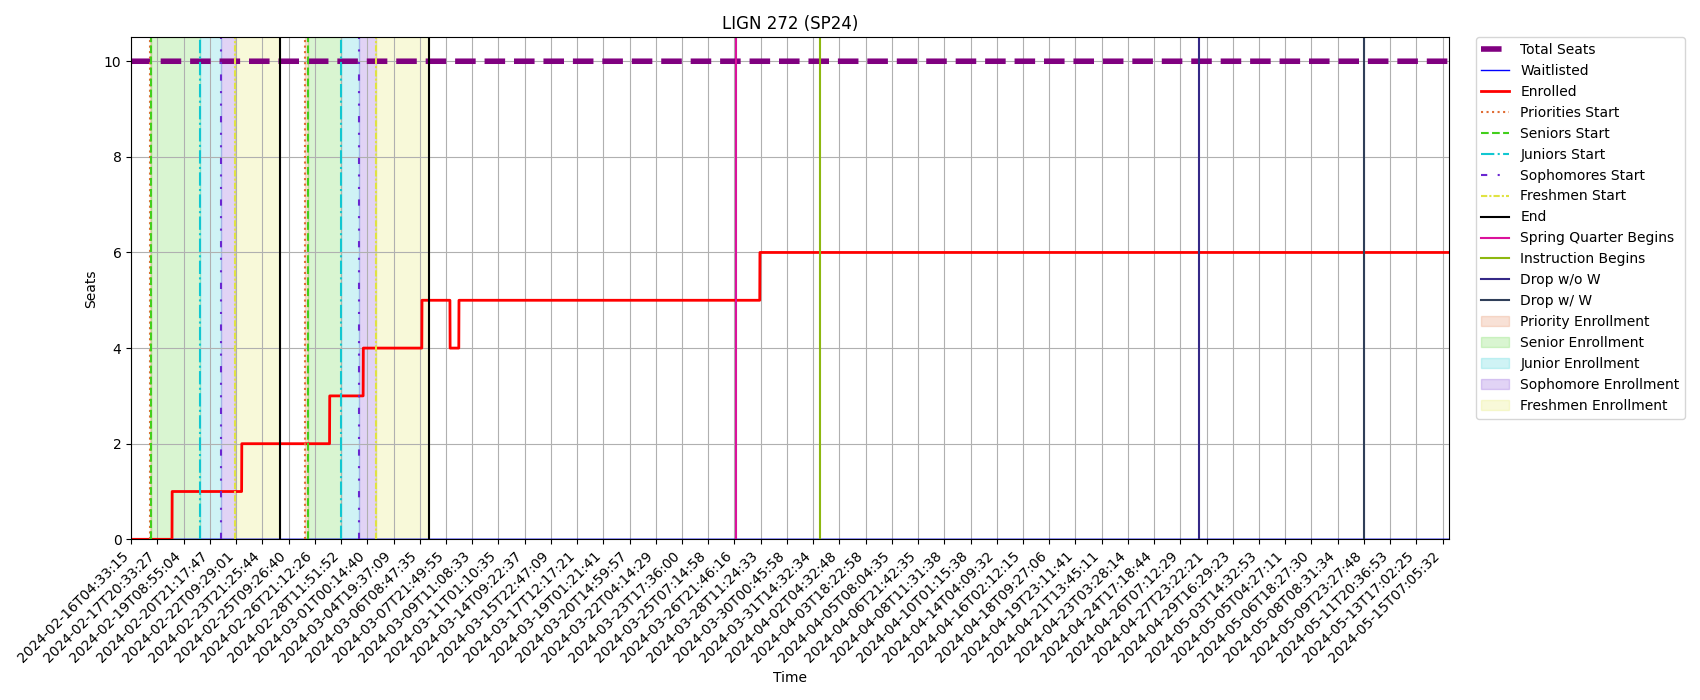 LIGN 272 (SP24)
Seats
10
8
6
4
2
0
2024-02-16T04:33:15
2024-02-17T20:33:27
2024-02-19T08:55:04
2024-02-20T21:17:47
2024-02-22T09:29:01
2024-02-23T21:25:44
2024-02-25T09:26:40
2024-02-26T21:12:26
2024-02-28T11:51:52
2024-03-01T00:14:40
2024-03-04T19:37:09
2024-03-06T08:47:35
2024-03-07T21:49:55
2024-03-09T11:08:33
2024-03-11T01:10:35
2024-03-14T09:22:37
2024-03-15T22:47:09
2024-03-17T12:17:21
2024-03-19T01:21:41
2024-03-20T14:59:57
2024-03-22T04:14:29
2024-03-23T17:36:00
2024-03-25T07:14:58
2024-03-26T21:46:16
2024-03-28T11:24:33
2024-03-30T00:45:58
2024-03-31T14:32:34
2024-04-02T04:32:48
2024-04-03T18:22:58
2024-04-05T08:04:35
2024-04-06T21:42:35
2024-04-08T11:31:38
2024-04-10T01:15:38
2024-04-14T04:09:32
2024-04-16T02:12:15
2024-04-18T09:27:06
2024-04-19T23:11:41
2024-04-21T13:45:11
2024-04-23T03:28:14
2024-04-24T17:18:44
2024-04-26T07:12:29
2024-04-27T23:22:21
2024-04-29T16:29:23
2024-05-03T14:32:53
2024-05-05T04:27:11
2024-05-06T18:27:30
2024-05-08T08:31:34
2024-05-09T23:27:48
2024-05-11T20:36:53
2024-05-13T17:02:25
2024-05-15T07:05:32
Time
Total Seats
Waitlisted
Enrolled
Priorities Start
Seniors Start
Juniors Start
Sophomores Start
Freshmen Start
End
Spring Quarter Begins
Instruction Begins
Drop w/o W
Drop w/ W
Priority Enrollment
Senior Enrollment
Junior Enrollment
Sophomore Enrollment
Freshmen Enrollment